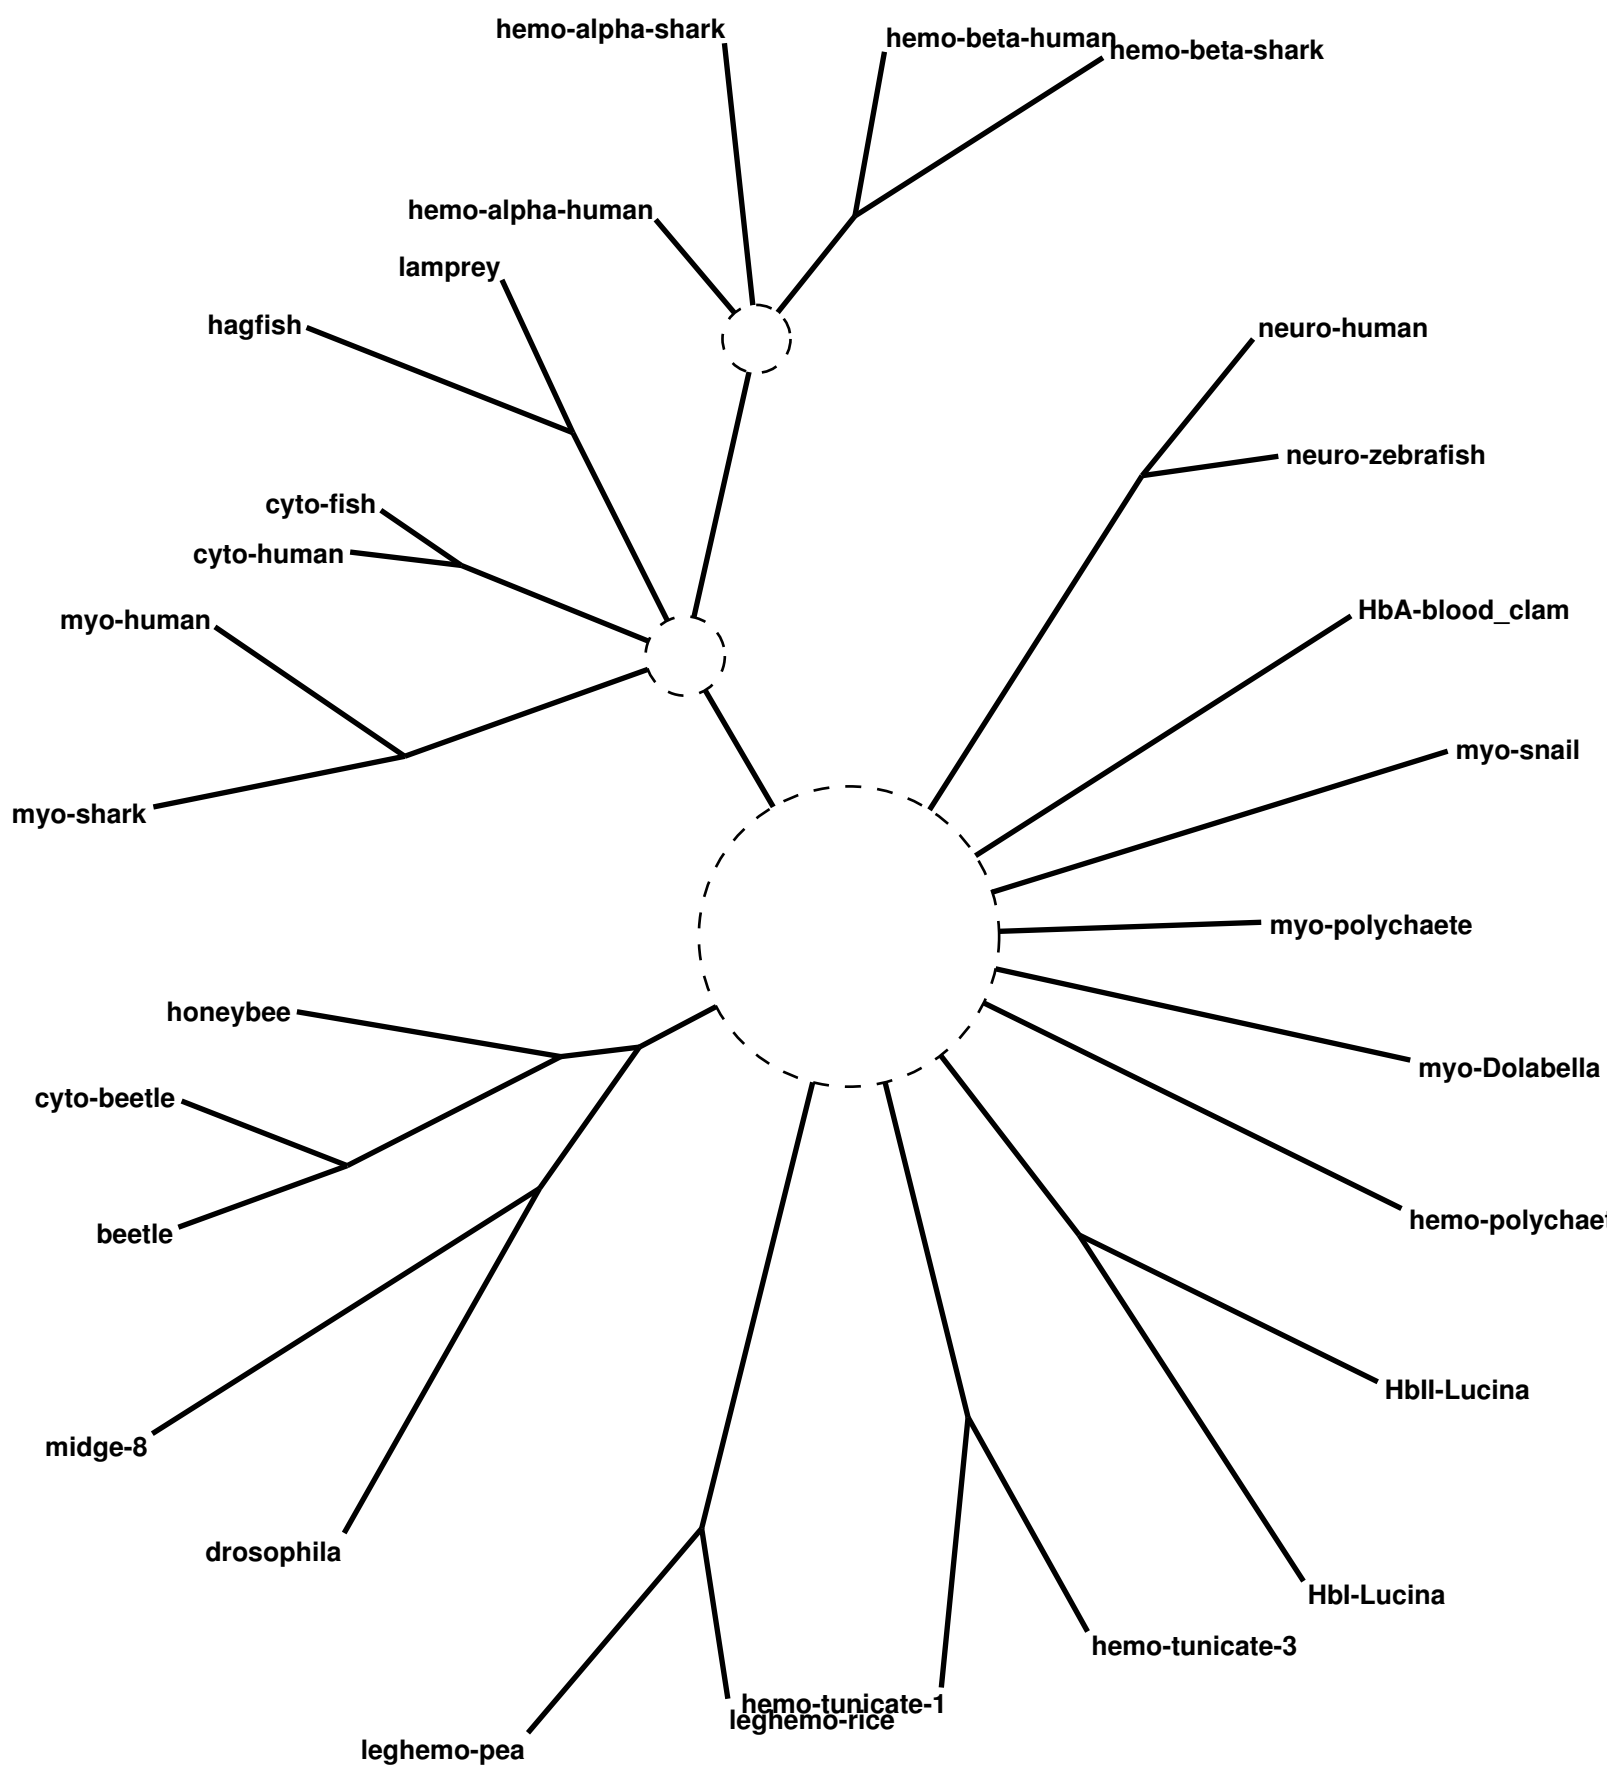 hemo-alpha-shark
hemo-beta-human
hemo-beta-shark
hemo-alpha-human
lamprey
hagfish
neuro-human
neuro-zebrafish
cyto-fish
cyto-human
HbA-blood_clam
myo-human
myo-snail
myo-shark
myo-polychaete
honeybee
myo-Dolabella
cyto-beetle
hemo-polychaet
beetle
HbII-Lucina
midge-8
drosophila
HbI-Lucina
hemo-tunicate-3
hemo-tunicate-1
leghemo-rice
leghemo-pea